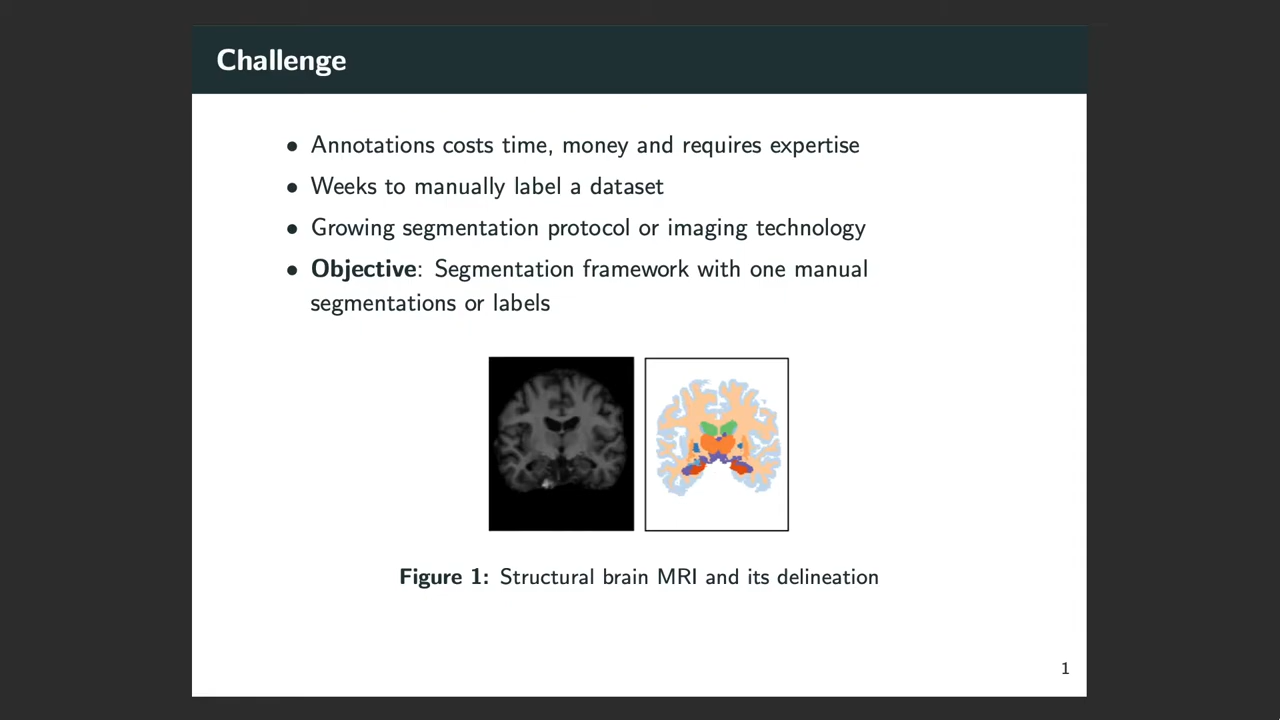 Challenge
• Annotations costs time, money and requires expertise
• Weeks to manually label a dataset
• Growing segmentation protocol or imaging technology
• Objective: Segmentation framework with one manual
segmentations or labels
Figure 1: Structural brain MRI and its delineation
1